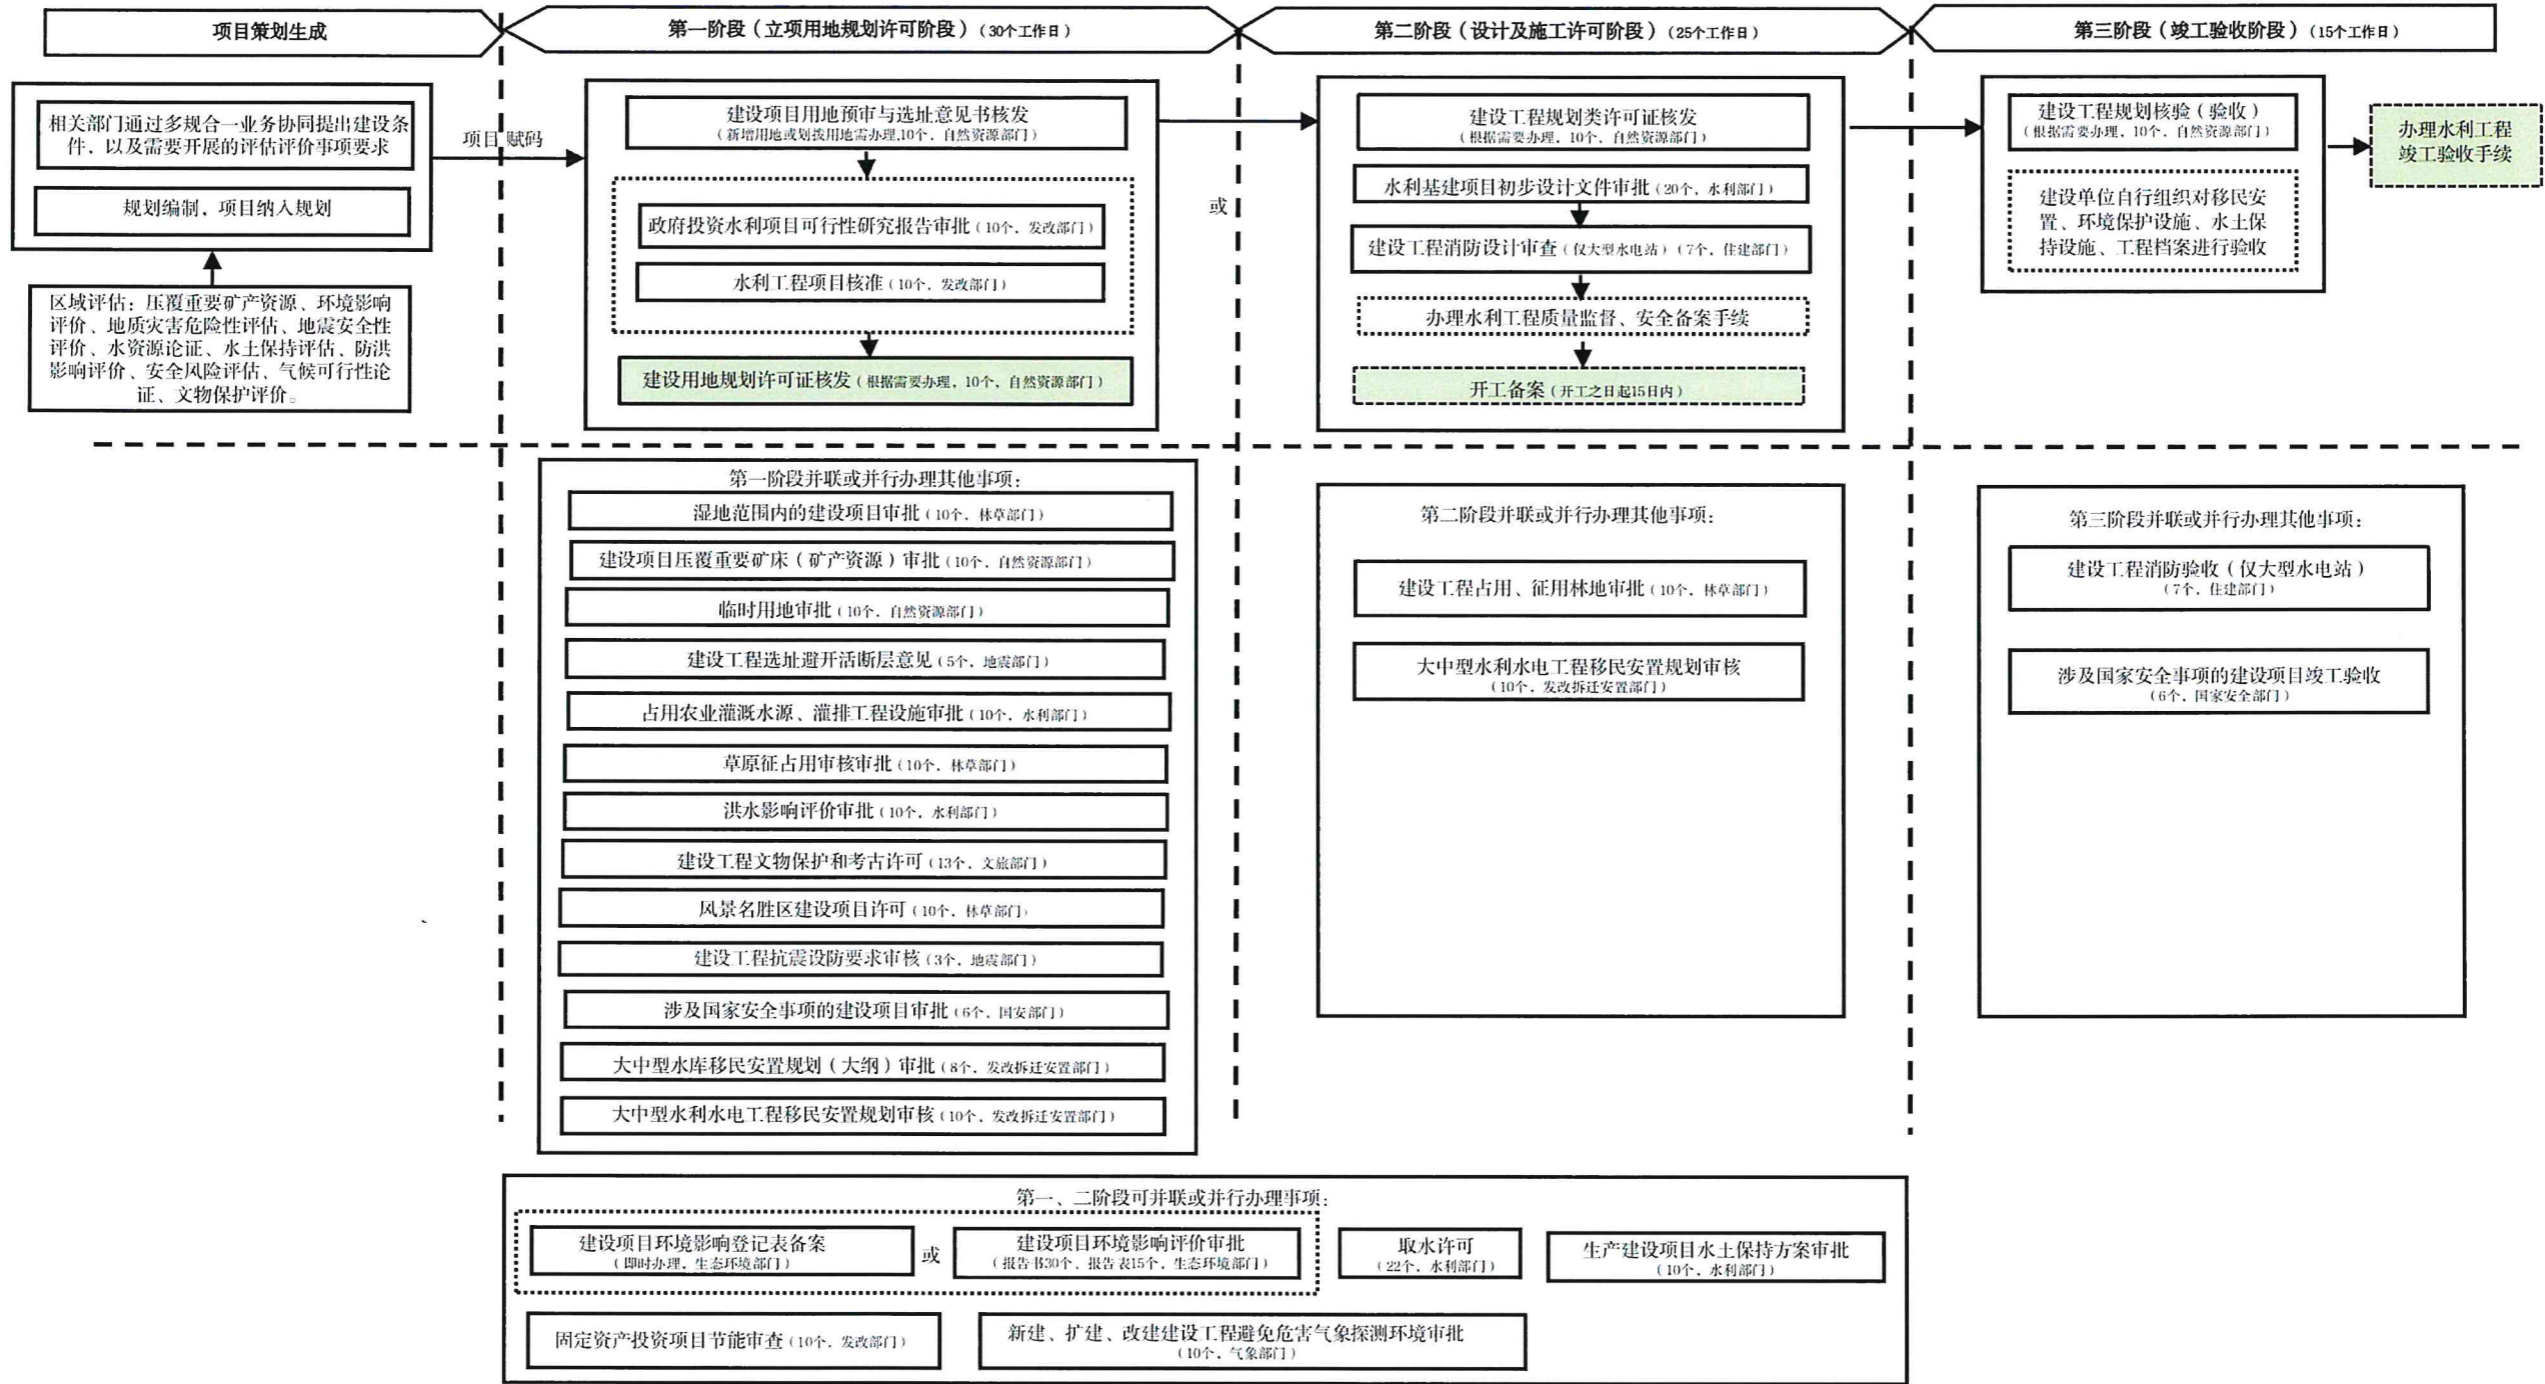 项目策划生成
第一阶段（立项用地规划许可阶段）（30个工作日）
第二阶段（设计及施工许可阶段）（25个工作日）
第三阶段（竣工验收阶段）（15个工作日）
相关部门通过多规合一业务协同提出建设条
件，以及需要开展的评估评价事项要求
规划编制，项目纳入规划
区域评估：压覆重要矿产资源、环境影响
评价、地质灾害危险性评估、地震安全性
评价、水资源论证、水土保持评估、防洪
影响评价、安全风险评估、气候可行性论
证、文物保护评价。
项目 赋码
建设项目用地预审与选址意见书核发
（新增用地或划拨用地需办理,10个，自然资源部门）
政府投资水利项目可行性研究报告审批（10个，发改部门）
水利工程项目核准（10个，发改部门）
建设用地规划许可证核发（根据需要办理，10个，自然资源部门）
或
建设工程规划类许可证核发
（根据需要办理，10个，自然资源部门）
水利基建项目初步设计文件审批（20个，水利部门）
建设工程消防设计审查（仅大型水电站）（7个，住建部门）
办理水利工程质量监督、安全备案手续
开工备案（开工之日起15日内）
建设工程规划核验（验收）
（根据需要办理，10个，自然资源部门）
建设单位自行组织对移民安
置、环境保护设施、水土保
持设施、工程档案进行验收
办理水利工程
竣工验收手续
第一阶段并联或并行办理其他事项：
湿地范围内的建设项目审批（10个，林草部门）
建设项目压覆重要矿床（矿产资源）审批（10个，自然资源部门）
临时用地审批（10个，自然资源部门）
建设工程选址避开活断层意见（5个，地震部门）
占用农业灌溉水源、灌排工程设施审批（10个，水利部门）
草原征占用审核审批（10个，林草部门）
洪水影响评价审批（10个，水利部门）
建设工程文物保护和考古许可（13个，文旅部门）
风景名胜区建设项目许可（10个，林草部门）
建设工程抗震设防要求审核（3个，地震部门）
涉及国家安全事项的建设项目审批（6个，国安部门）
大中型水库移民安置规划（大纲）审批（8个，发改拆迁安置部门）
大中型水利水电工程移民安置规划审核（10个，发改拆迁安置部门）
第二阶段并联或并行办理其他事项：
建设工程占用、征用林地审批（10个，林草部门）
大中型水利水电工程移民安置规划审核
（10个，发改拆迁安置部门）
第三阶段并联或并行办理其他事项：
建设工程消防验收（仅大型水电站）
（7个，住建部门）
涉及国家安全事项的建设项目竣工验收
（6个，国家安全部门）
第一、二阶段可并联或并行办理事项：
建设项目环境影响登记表备案
（即时办理，生态环境部门）
或
建设项目环境影响评价审批
（报告书30个、报告表15个，生态环境部门）
取水许可
（22个，水利部门）
生产建设项目水土保持方案审批
（10个，水利部门）
固定资产投资项目节能审查（10个，发改部门）
新建、扩建、改建建设工程避免危害气象探测环境审批
（10个，气象部门）